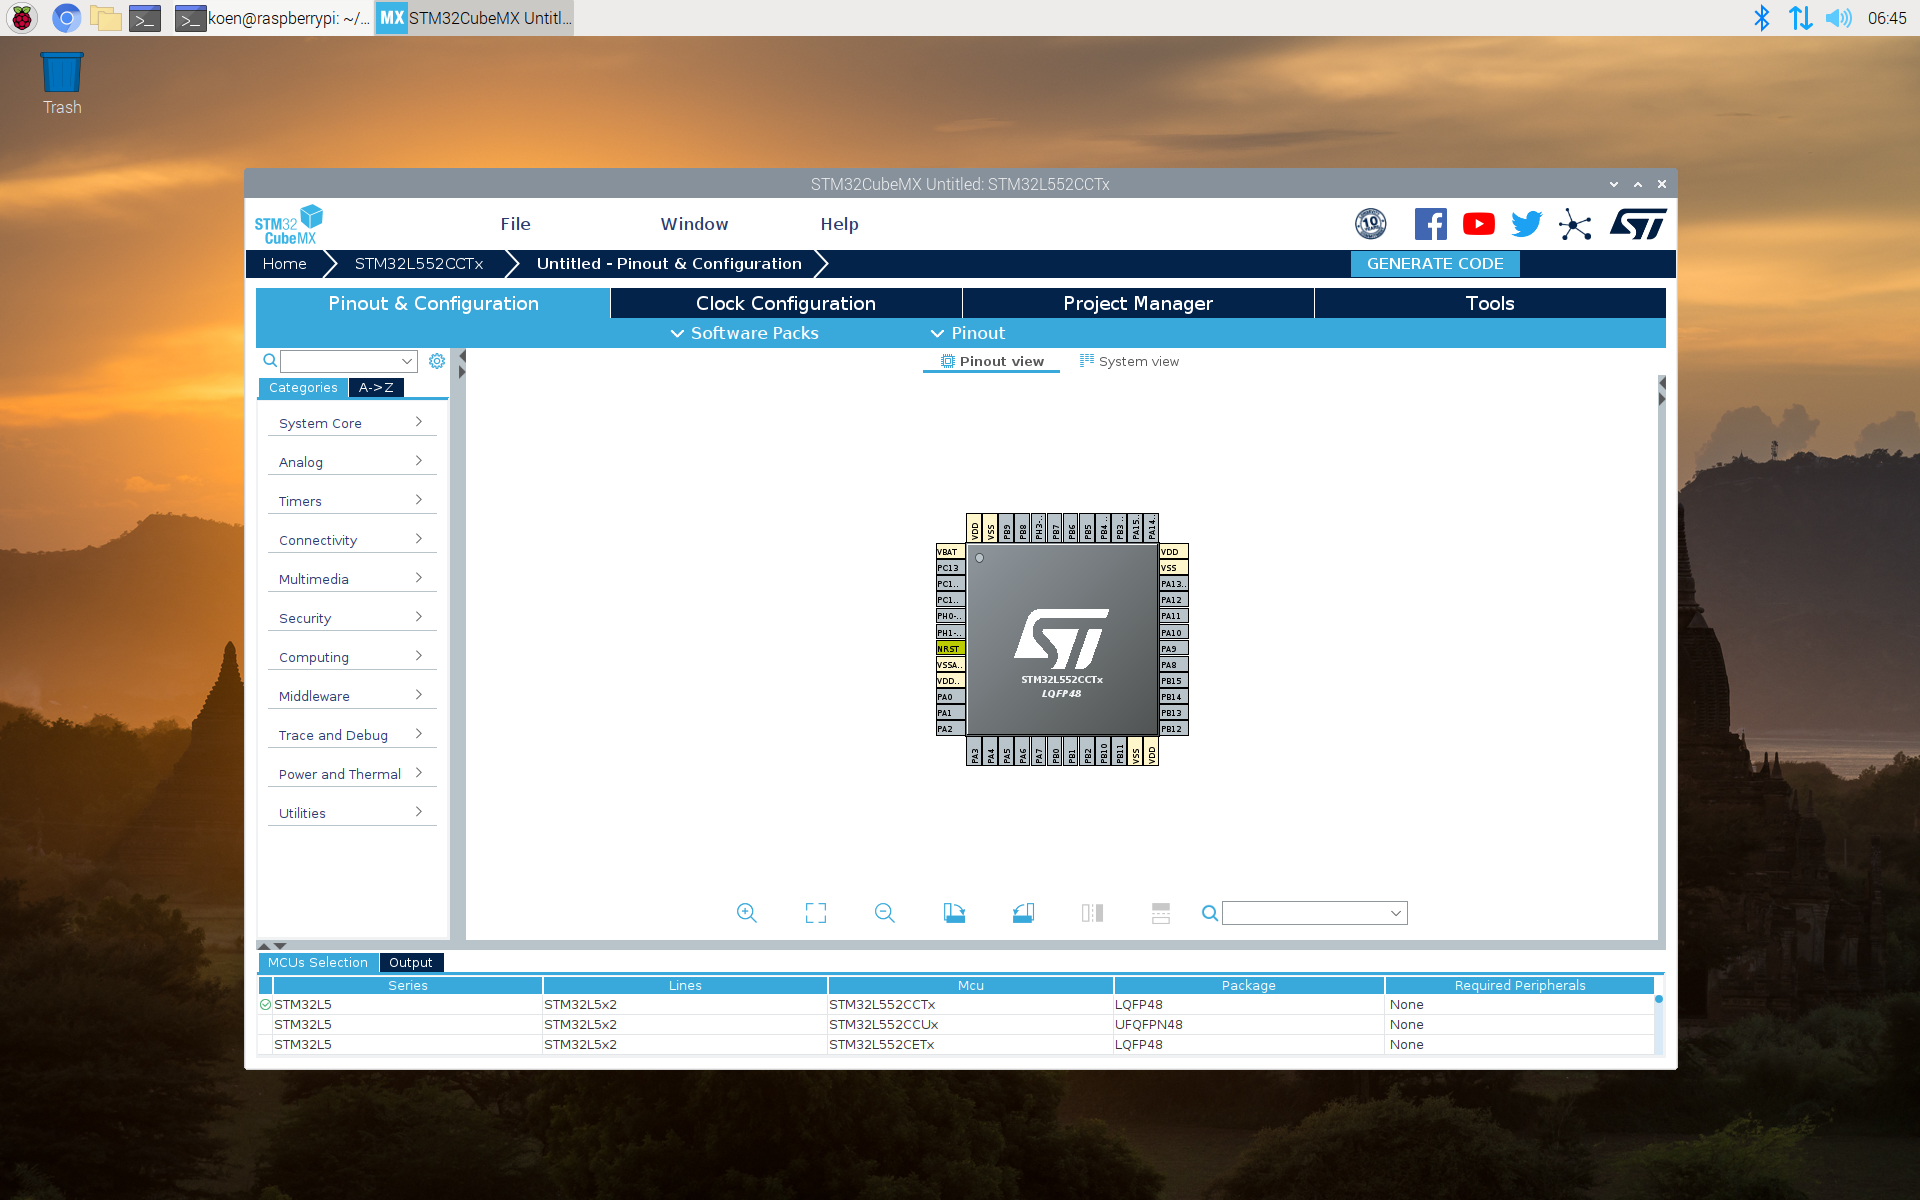 koen@raspberrypi: ~/...
MX STM32CubeMX Untitl...
06:45
Trash
STM32CubeMX Untitled: STM32L552CCTx
STM32
CubeMX
File
Window
Help
10
ST
Home
STM32L552CCTx
Untitled - Pinout & Configuration
GENERATE CODE
Pinout & Configuration
Clock Configuration
Project Manager
Tools
Software Packs
Pinout
Pinout view
System view
Categories
A->Z
System Core
Analog
Timers
Connectivity
Multimedia
Security
Computing
Middleware
Trace and Debug
Power and Thermal
Utilities
VDD
VSS
PB9
PB8
PH3-..
PB7
PB6
PB5
PB4..
PB3..
PA15..
PA14..
VBAT
PC13
PC1..
PC1..
PH0-..
PH1-..
NRST
VSSA..
VDD..
PA0
PA1
PA2
VDD
VSS
PA13..
PA12
PA11
PA10
PA9
PA8
PB15
PB14
PB13
PB12
ST
STM32L552CCTx
LQFP48
PA3
PA4
PA5
PA6
PA7
PB0
PB1
PB2
PB10
PB11
VSS
VDD
MCUs Selection
Output
Series Lines Mcu Package Required Peripherals
STM32L5 STM32L5x2 STM32L552CCTx LQFP48 None
STM32L5 STM32L5x2 STM32L552CCUx UFQFPN48 None
STM32L5 STM32L5x2 STM32L552CETx LQFP48 None